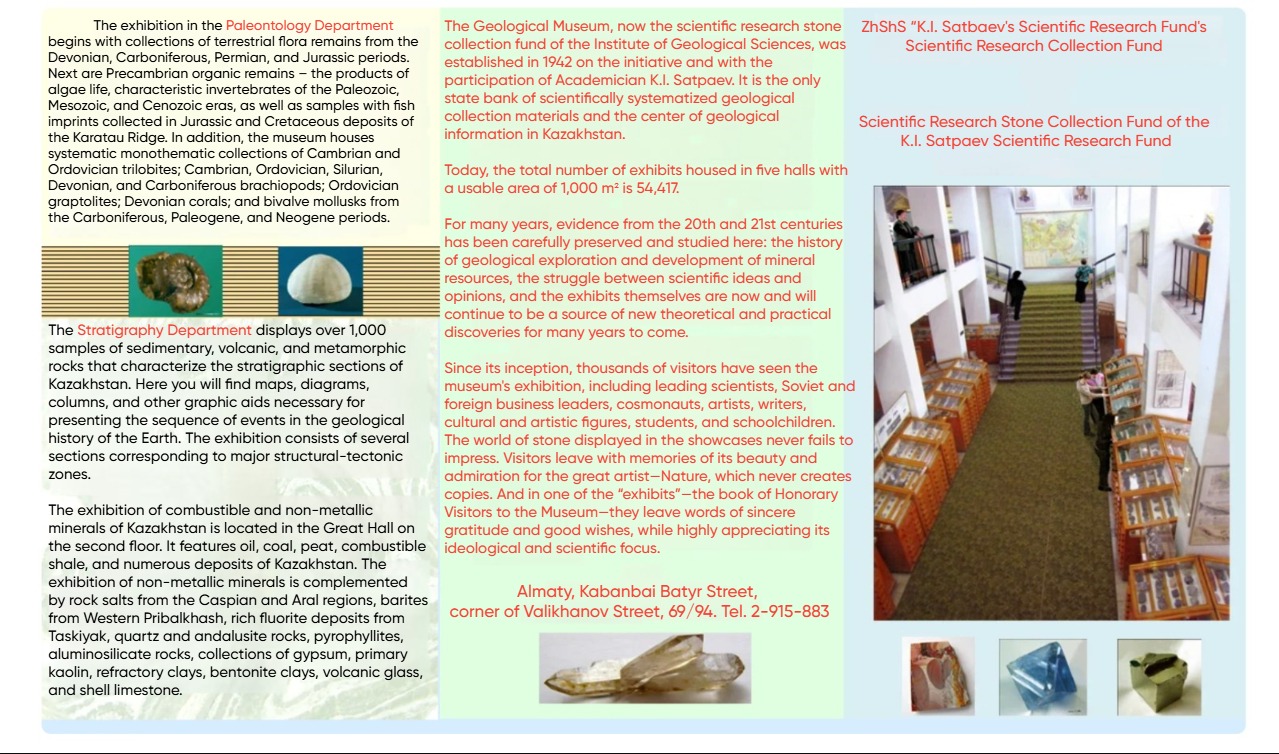 The exhibition in the Paleontology Department
begins with collections of terrestrial flora remains from the
Devonian, Carboniferous, Permian, and Jurassic periods.
Next are Precambrian organic remains – the products of
algae life, characteristic invertebrates of the Paleozoic,
Mesozoic, and Cenozoic eras, as well as samples with fish
imprints collected in Jurassic and Cretaceous deposits of
the Karatau Ridge. In addition, the museum houses
systematic monothematic collections of Cambrian and
Ordovician trilobites; Cambrian, Ordovician, Silurian,
Devonian, and Carboniferous brachiopods; Ordovician
graptolites; Devonian corals; and bivalve mollusks from
the Carboniferous, Paleogene, and Neogene periods.
The Stratigraphy Department displays over 1,000
samples of sedimentary, volcanic, and metamorphic
rocks that characterize the stratigraphic sections of
Kazakhstan. Here you will find maps, diagrams,
columns, and other graphic aids necessary for
presenting the sequence of events in the geological
history of the Earth. The exhibition consists of several
sections corresponding to major structural-tectonic
zones.
The exhibition of combustible and non-metallic
minerals of Kazakhstan is located in the Great Hall on
the second floor. It features oil, coal, peat, combustible
shale, and numerous deposits of Kazakhstan. The
exhibition of non-metallic minerals is complemented
by rock salts from the Caspian and Aral regions, barites
from Western Pribalkhash, rich fluorite deposits from
Taskiyak, quartz and andalusite rocks, pyrophyllites,
aluminosilicate rocks, collections of gypsum, primary
kaolin, refractory clays, bentonite clays, volcanic glass,
and shell limestone.
The Geological Museum, now the scientific research stone
collection fund of the Institute of Geological Sciences, was
established in 1942 on the initiative and with the
participation of Academician K.I. Satpaev. It is the only
state bank of scientifically systematized geological
collection materials and the center of geological
information in Kazakhstan.
Today, the total number of exhibits housed in five halls with
a usable area of 1,000 m² is 54,417.
For many years, evidence from the 20th and 21st centuries
has been carefully preserved and studied here: the history
of geological exploration and development of mineral
resources, the struggle between scientific ideas and
opinions, and the exhibits themselves are now and will
continue to be a source of new theoretical and practical
discoveries for many years to come.
Since its inception, thousands of visitors have seen the
museum's exhibition, including leading scientists, Soviet and
foreign business leaders, cosmonauts, artists, writers,
cultural and artistic figures, students, and schoolchildren.
The world of stone displayed in the showcases never fails to
impress. Visitors leave with memories of its beauty and
admiration for the great artist—Nature, which never creates
copies. And in one of the “exhibits”—the book of Honorary
Visitors to the Museum—they leave words of sincere
gratitude and good wishes, while highly appreciating its
ideological and scientific focus.
Almaty, Kabanbai Batyr Street,
corner of Valikhanov Street, 69/94. Tel. 2-915-883
ZhShS “K.I. Satbaev's Scientific Research Fund's
Scientific Research Collection Fund
Scientific Research Stone Collection Fund of the
K.I. Satpaev Scientific Research Fund